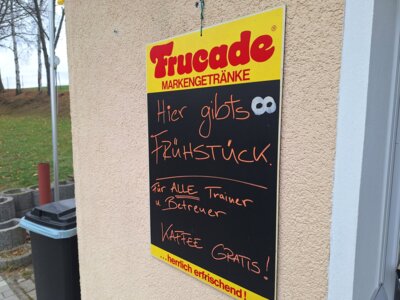 Frucade®
MARKENGETRÄNKE
Hier gibts
FRÜHSTÜCK.
Für ALLE Trainer
u Betreuer
KAFFEE GRATIS!
...herrlich erfrischend!